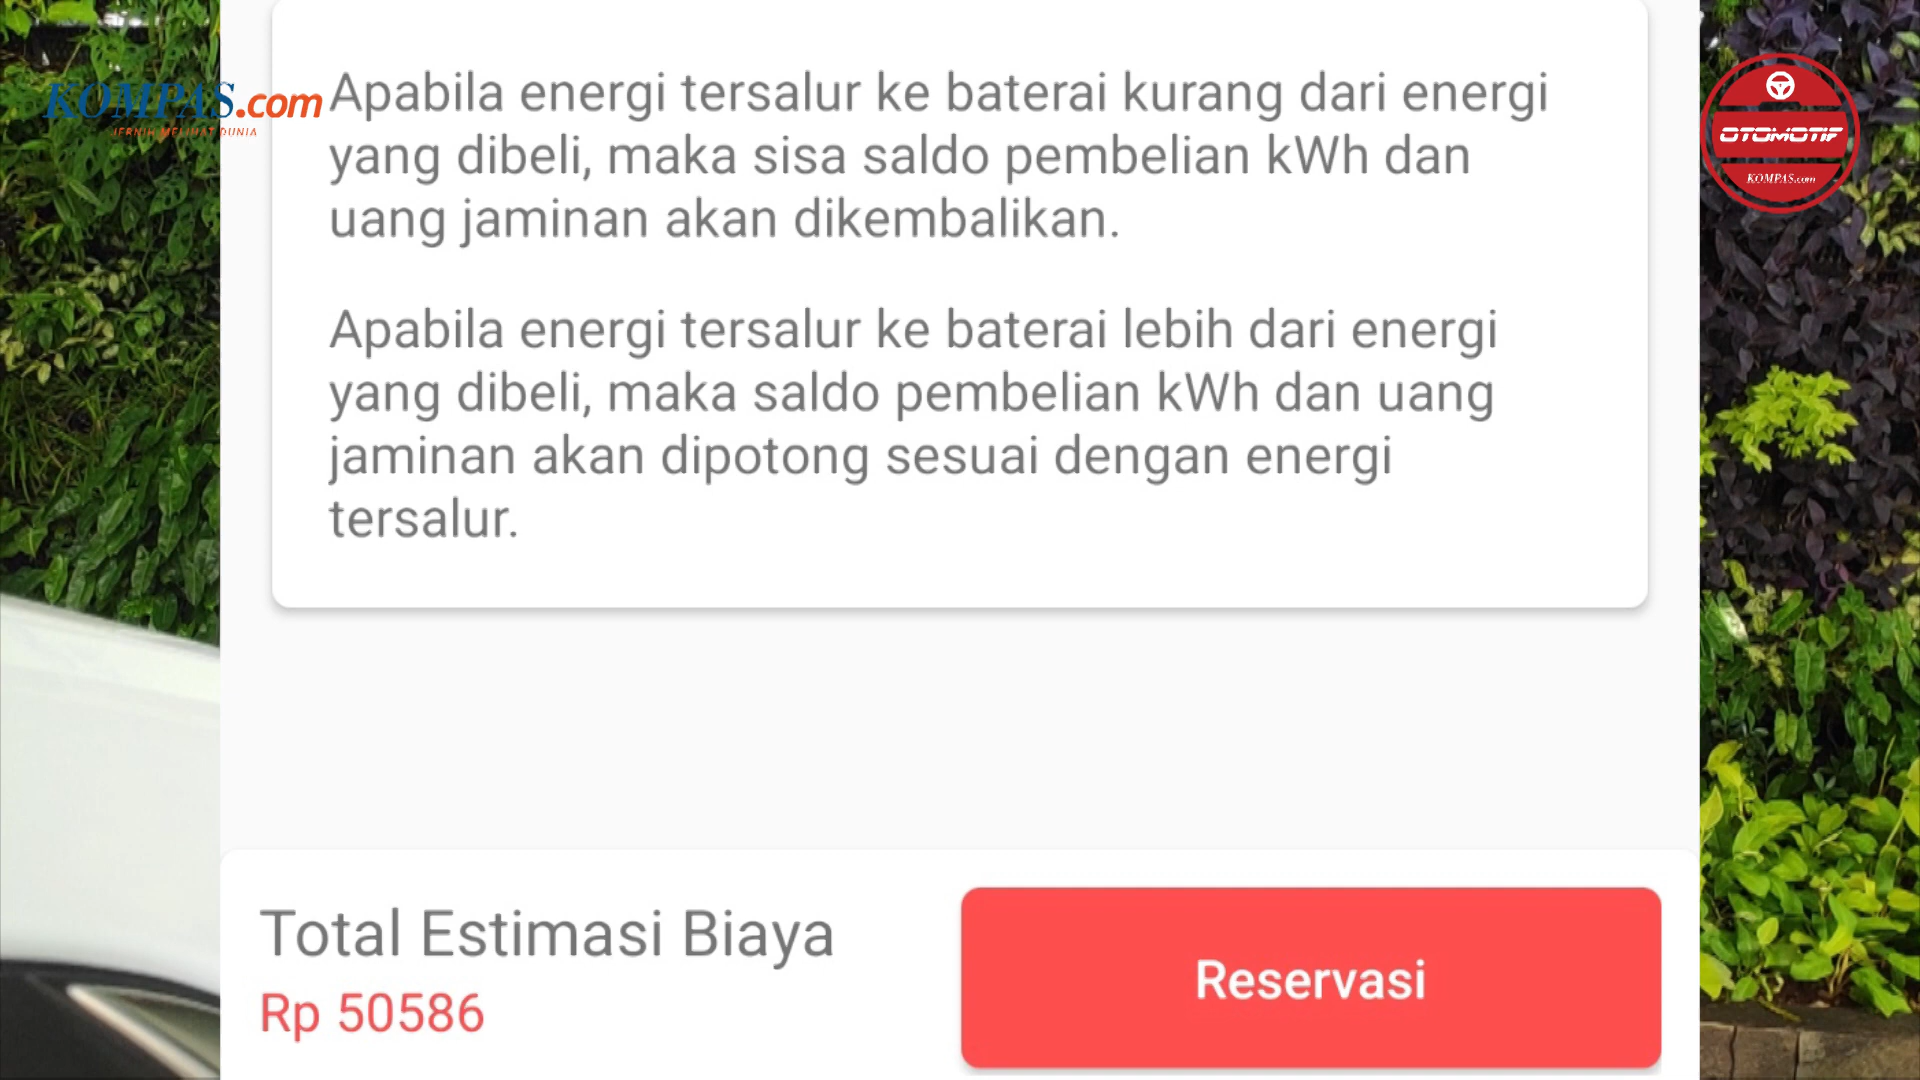 KOMPAS.com
JERNIH MELIHAT DUNIA
Apabila energi tersalur ke baterai kurang dari energi
yang dibeli, maka sisa saldo pembelian kWh dan
uang jaminan akan dikembalikan.
Apabila energi tersalur ke baterai lebih dari energi
yang dibeli, maka saldo pembelian kWh dan uang
jaminan akan dipotong sesuai dengan energi
tersalur.
Total Estimasi Biaya
Rp 50586
Reservasi
OTOMOTIF
KOMPAS.com